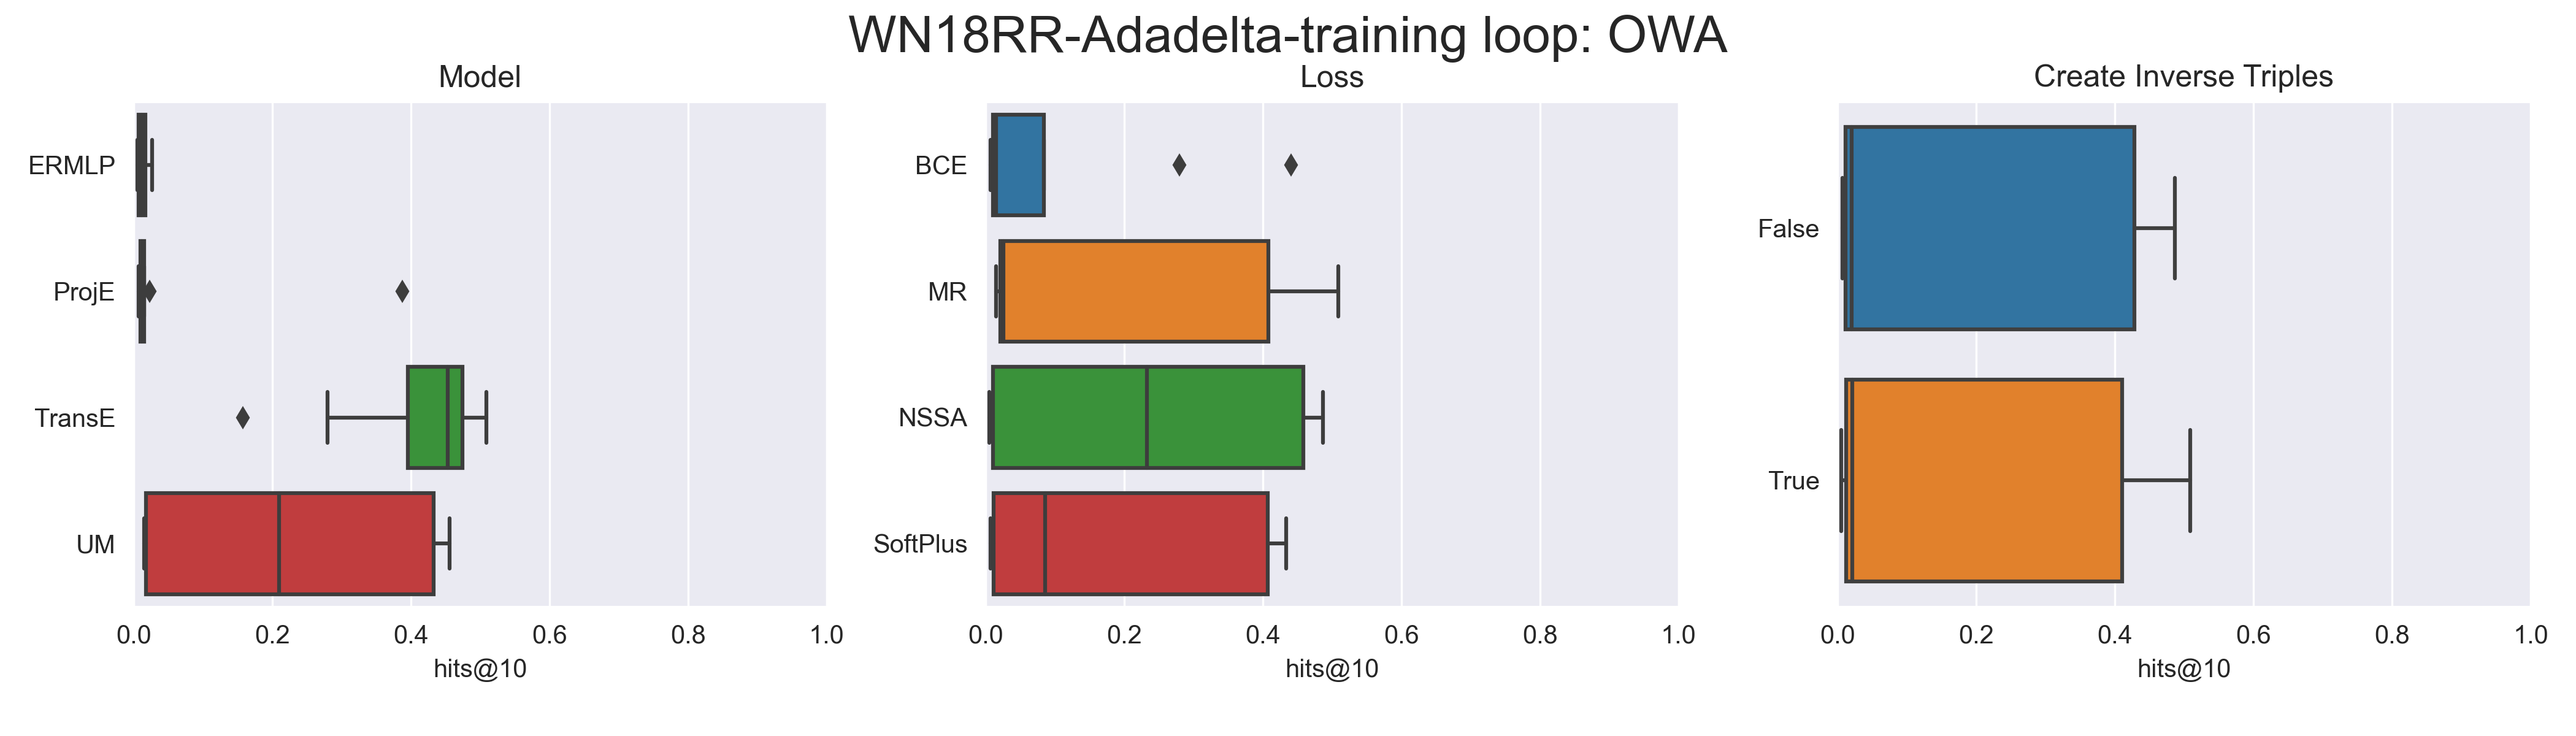 WN18RR-Adadelta-training loop: OWA
Model
ERMLP
ProjE
TransE
UM
0.0 0.2 0.4 0.6 0.8 1.0
hits@10
Loss
BCE
MR
NSSA
SoftPlus
0.0 0.2 0.4 0.6 0.8 1.0
hits@10
Create Inverse Triples
False
True
0.0 0.2 0.4 0.6 0.8 1.0
hits@10